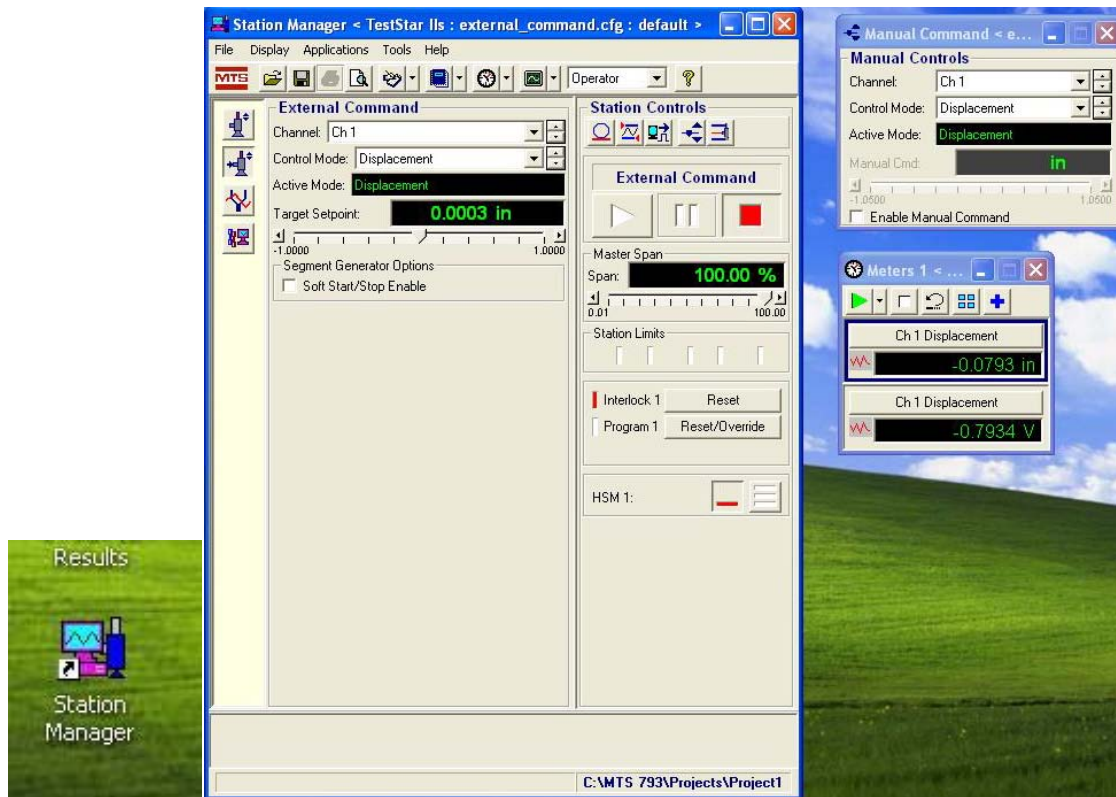 Results
Station
Manager
Station Manager < TestStar IIs : external_command.cfg : default >
File Display Applications Tools Help
MTS
Operator
External Command
Channel: Ch 1
Control Mode: Displacement
Active Mode: Displacement
Target Setpoint: 0.0003 in
-1.0000 1.0000
Segment Generator Options
Soft Start/Stop Enable
Station Controls
External Command
Master Span
Span: 100.00 %
0.01 100.00
Station Limits
Interlock 1 Reset
Program 1 Reset/Override
HSM 1:
C:\MTS 793\Projects\Project1
Manual Command < e...
Manual Controls
Channel: Ch 1
Control Mode: Displacement
Active Mode: Displacement
Manual Cmd: in
-1.0500 1.0500
Enable Manual Command
Meters 1 < ...
Ch 1 Displacement
-0.0793 in
Ch 1 Displacement
-0.7934 V